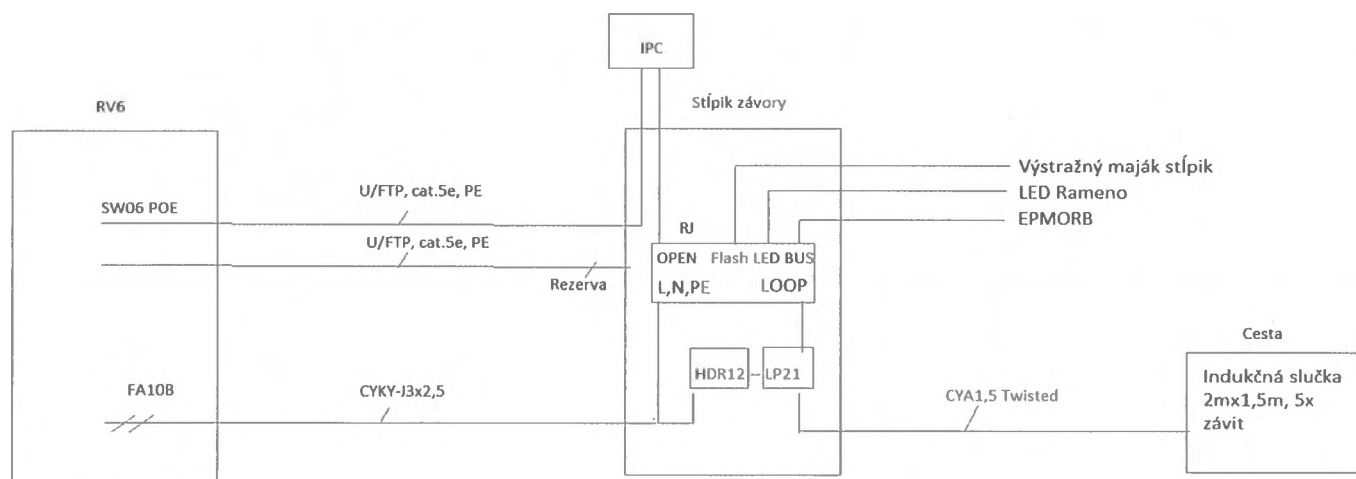 IPC
RV6
Stĺpik závory
Výstražný maják stĺpik
U/FTP, cat.5e, PE
LED Rameno
SW06 POE
EPMORB
RJ
U/FTP, cat.5e, PE
OPEN Flash LED BUS
Rezerva
L,N,PE LOOP
Cesta
HDR12 LP21
Indukčná slučka
2mx1,5m, 5x
závit
FA10B
CYKY-J3x2,5
CYA1,5 Twisted